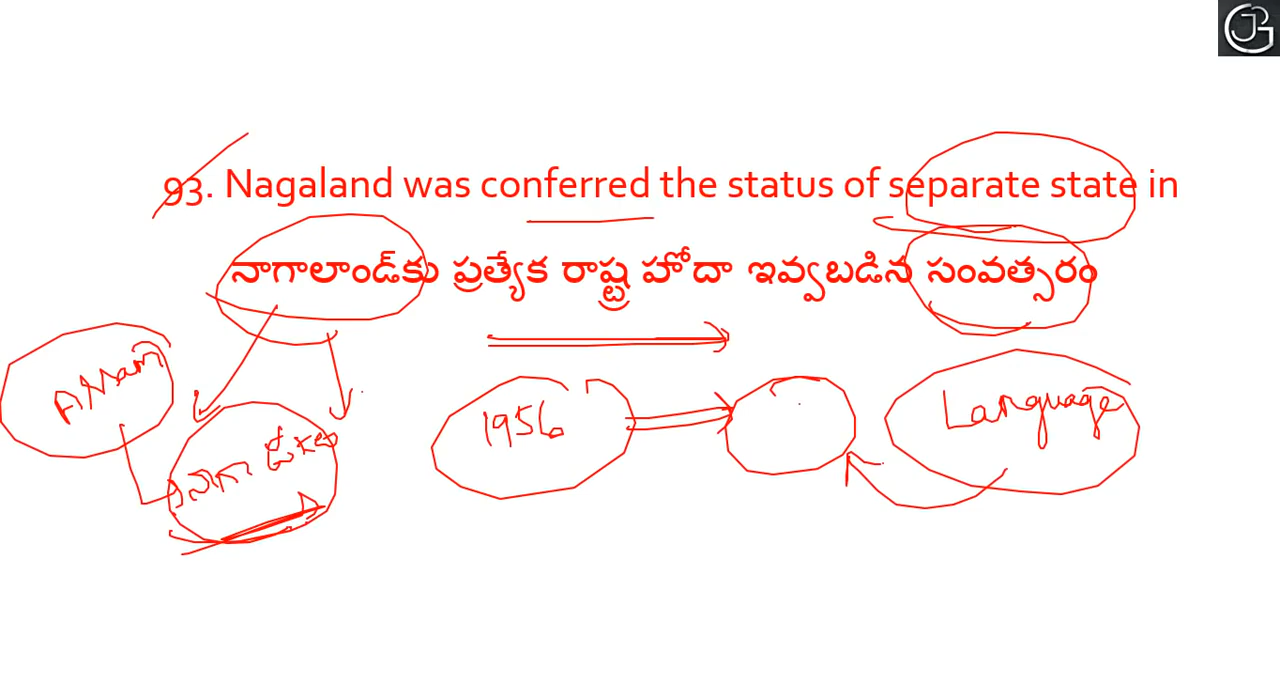 93. Nagaland was conferred the status of separate state in
నాగాలాండ్‌కు ప్రత్యేక రాష్ట్ర హోదా ఇవ్వబడిన సంవత్సరం
Assam
1956
Language
నాగా